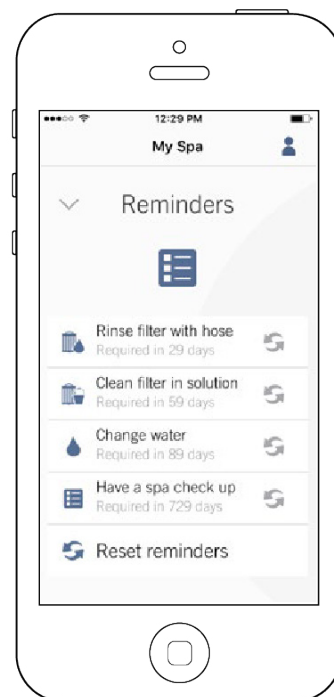 12:29 PM
My Spa
Reminders
Rinse filter with hose
Required in 29 days
Clean filter in solution
Required in 59 days
Change water
Required in 89 days
Have a spa check up
Required in 729 days
Reset reminders